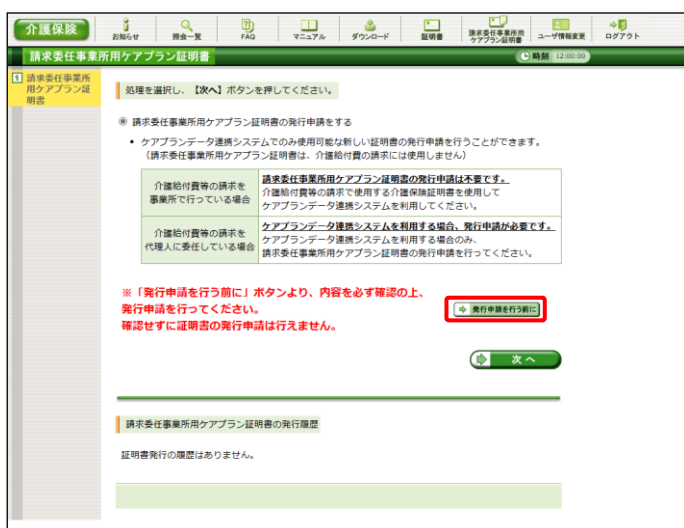 介護保険
お知らせ
照会一覧
FAQ
マニュアル
ダウンロード
証明書
請求委任事業所用
ケアプラン証明書
ユーザ情報変更
ログアウト
請求委任事業所用ケアプラン証明書
時刻 12:00:00
1 請求委任事業所
用ケアプラン証
明書
処理を選択し、【次へ】ボタンを押してください。
請求委任事業所用ケアプラン証明書の発行申請をする
• ケアプランデータ連携システムでのみ使用可能な新しい証明書の発行申請を行うことができます。
（請求委任事業所用ケアプラン証明書は、介護給付費の請求には使用しません）
介護給付費等の請求を
事業所で行っている場合
請求委任事業所用ケアプラン証明書の発行申請は不要です。
介護給付費等の請求で使用する介護保険証明書を使用して
ケアプランデータ連携システムを利用してください。
介護給付費等の請求を
代理人に委任している場合
ケアプランデータ連携システムを利用する場合、発行申請が必要です。
ケアプランデータ連携システムを利用する場合のみ、
請求委任事業所用ケアプラン証明書の発行申請を行ってください。
※「発行申請を行う前に」ボタンより、内容を必ず確認の上、
発行申請を行ってください。
確認せずに証明書の発行申請は行えません。
発行申請を行う前に
次 へ
請求委任事業所用ケアプラン証明書の発行履歴
証明書発行の履歴はありません。